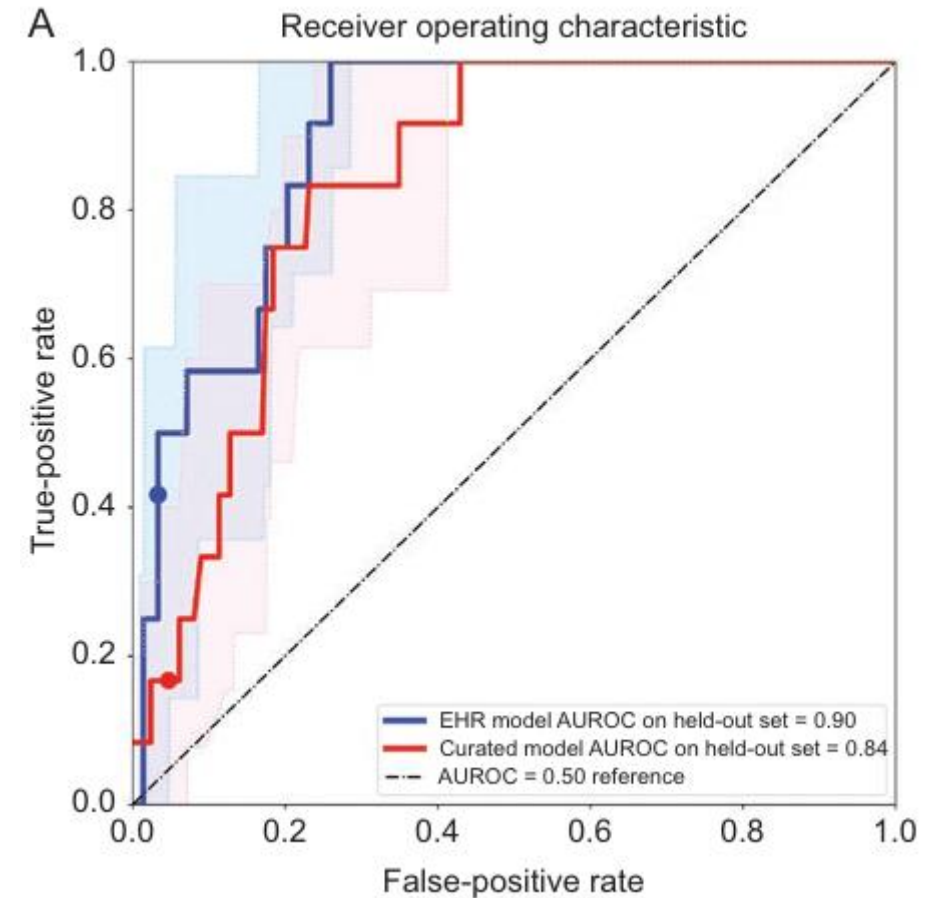 A
Receiver operating characteristic
1.0
0.8
0.6
0.4
0.2
0.0
True-positive rate
EHR model AUROC on held-out set = 0.90
Curated model AUROC on held-out set = 0.84
AUROC = 0.50 reference
0.0 0.2 0.4 0.6 0.8 1.0
False-positive rate